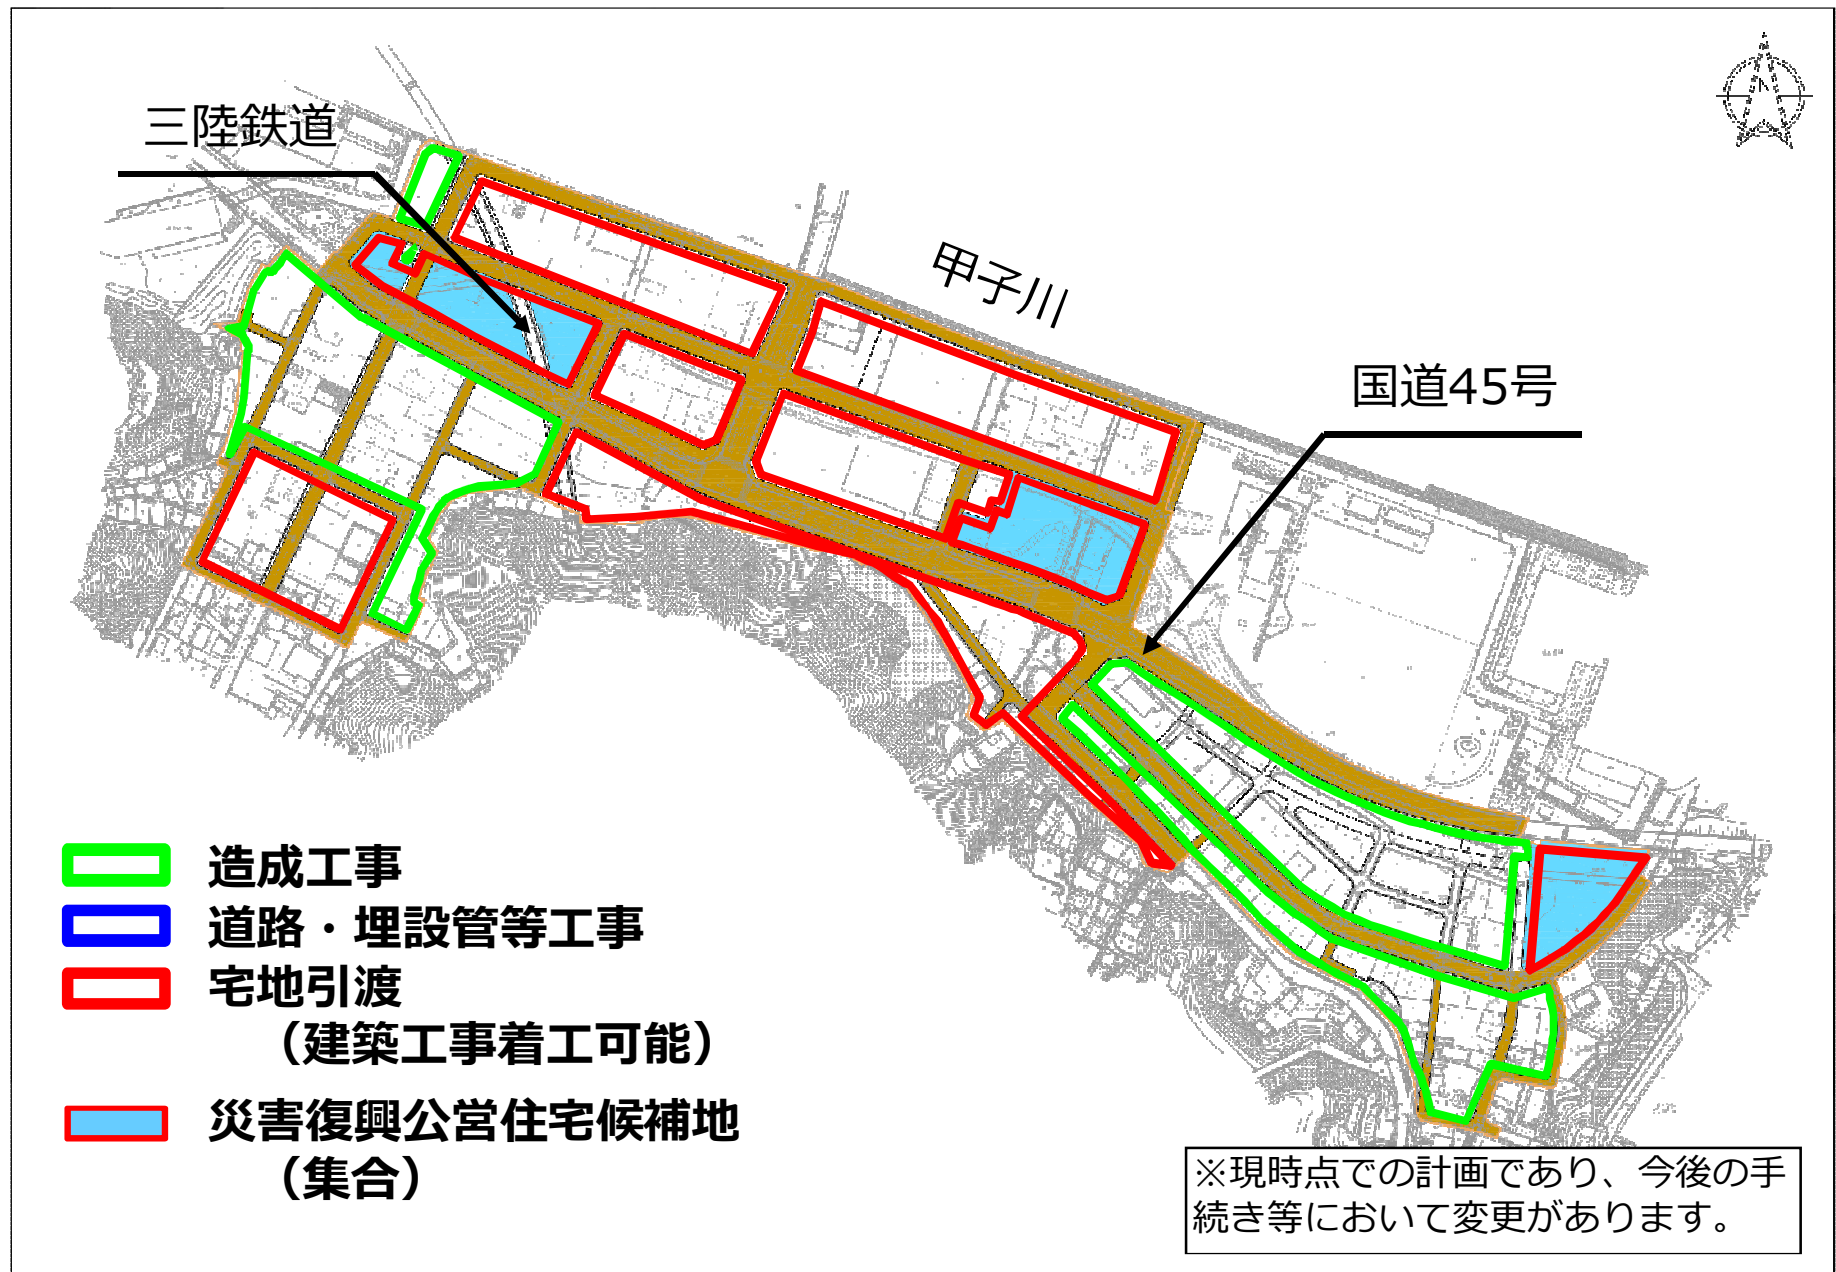 三陸鉄道
甲子川
国道45号
造成工事
道路・埋設管等工事
宅地引渡
（建築工事着工可能）
災害復興公営住宅候補地
（集合）
※現時点での計画であり、今後の手
続き等において変更があります。